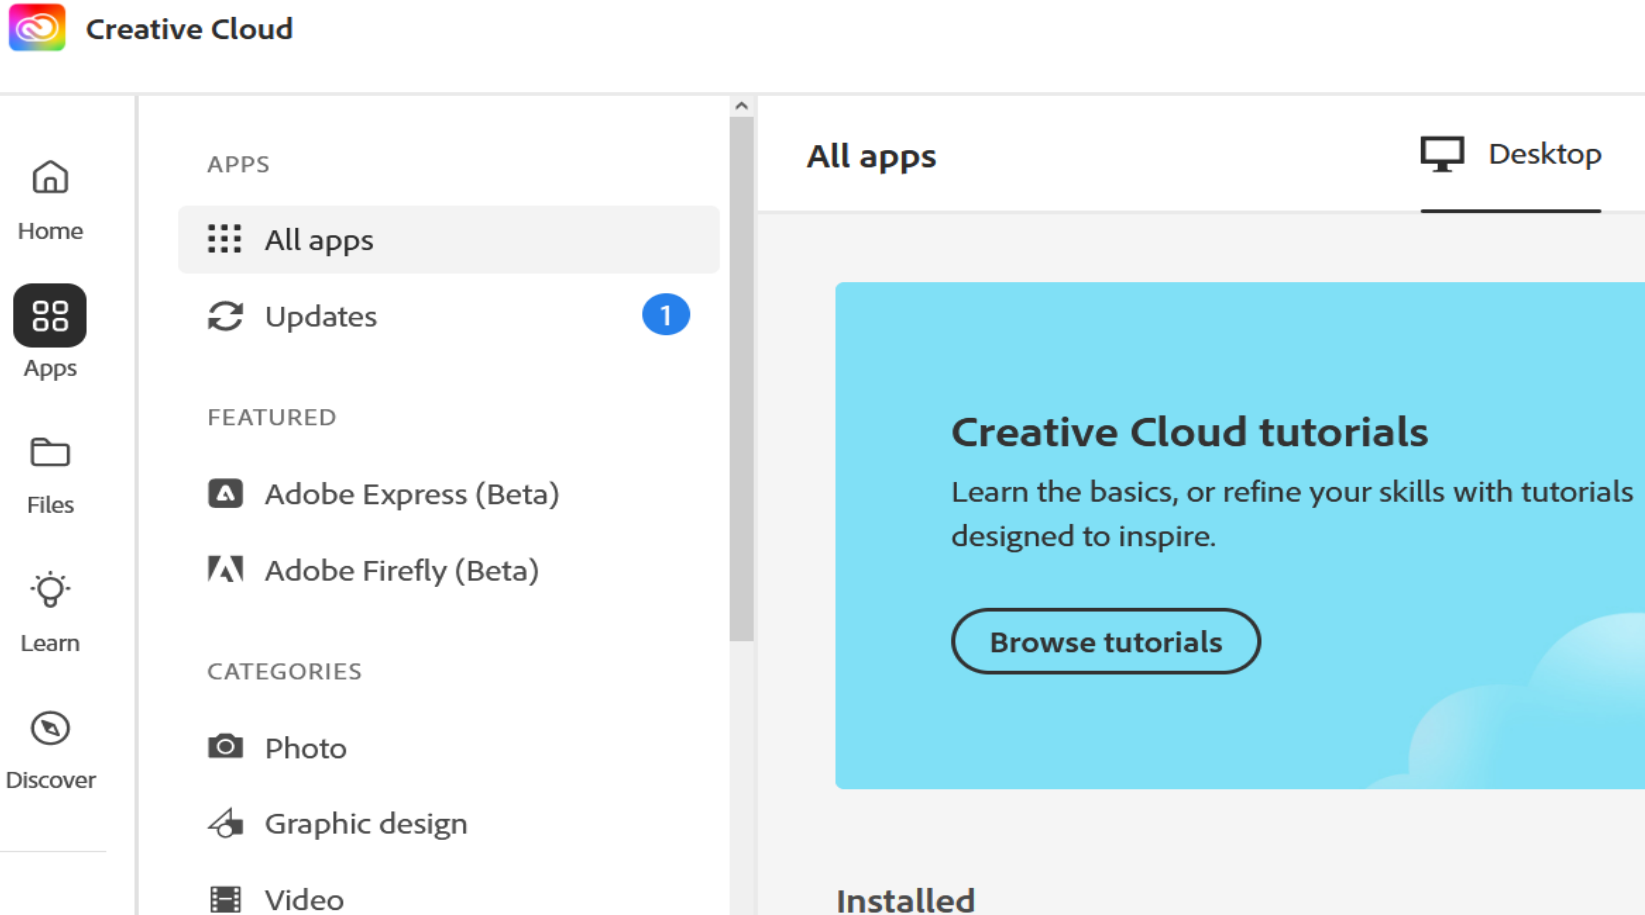 Creative Cloud
Home
Apps
Files
Learn
Discover
APPS
All apps
Updates
1
FEATURED
Adobe Express (Beta)
Adobe Firefly (Beta)
CATEGORIES
Photo
Graphic design
Video
All apps
Desktop
Creative Cloud tutorials
Learn the basics, or refine your skills with tutorials
designed to inspire.
Browse tutorials
Installed